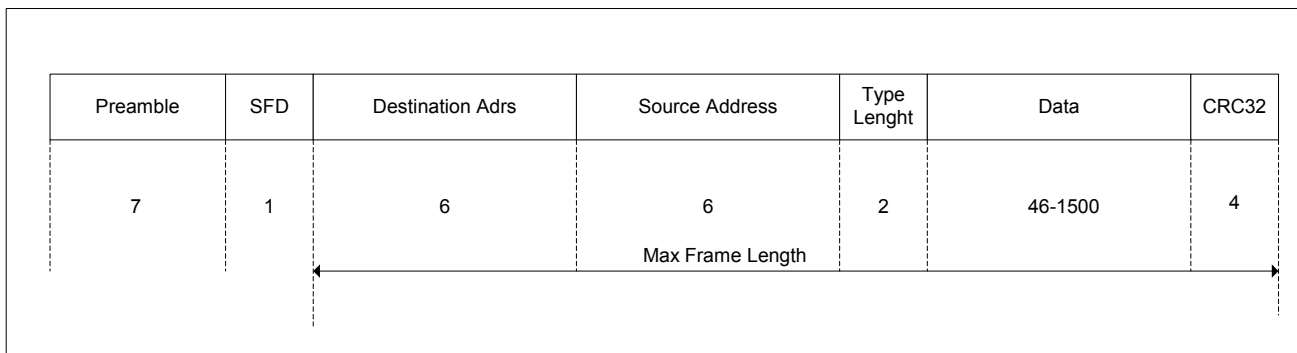 Preamble
SFD
Destination Adrs
Source Address
Type
Lenght
Data
CRC32
7
1
6
6
2
46-1500
4
Max Frame Length